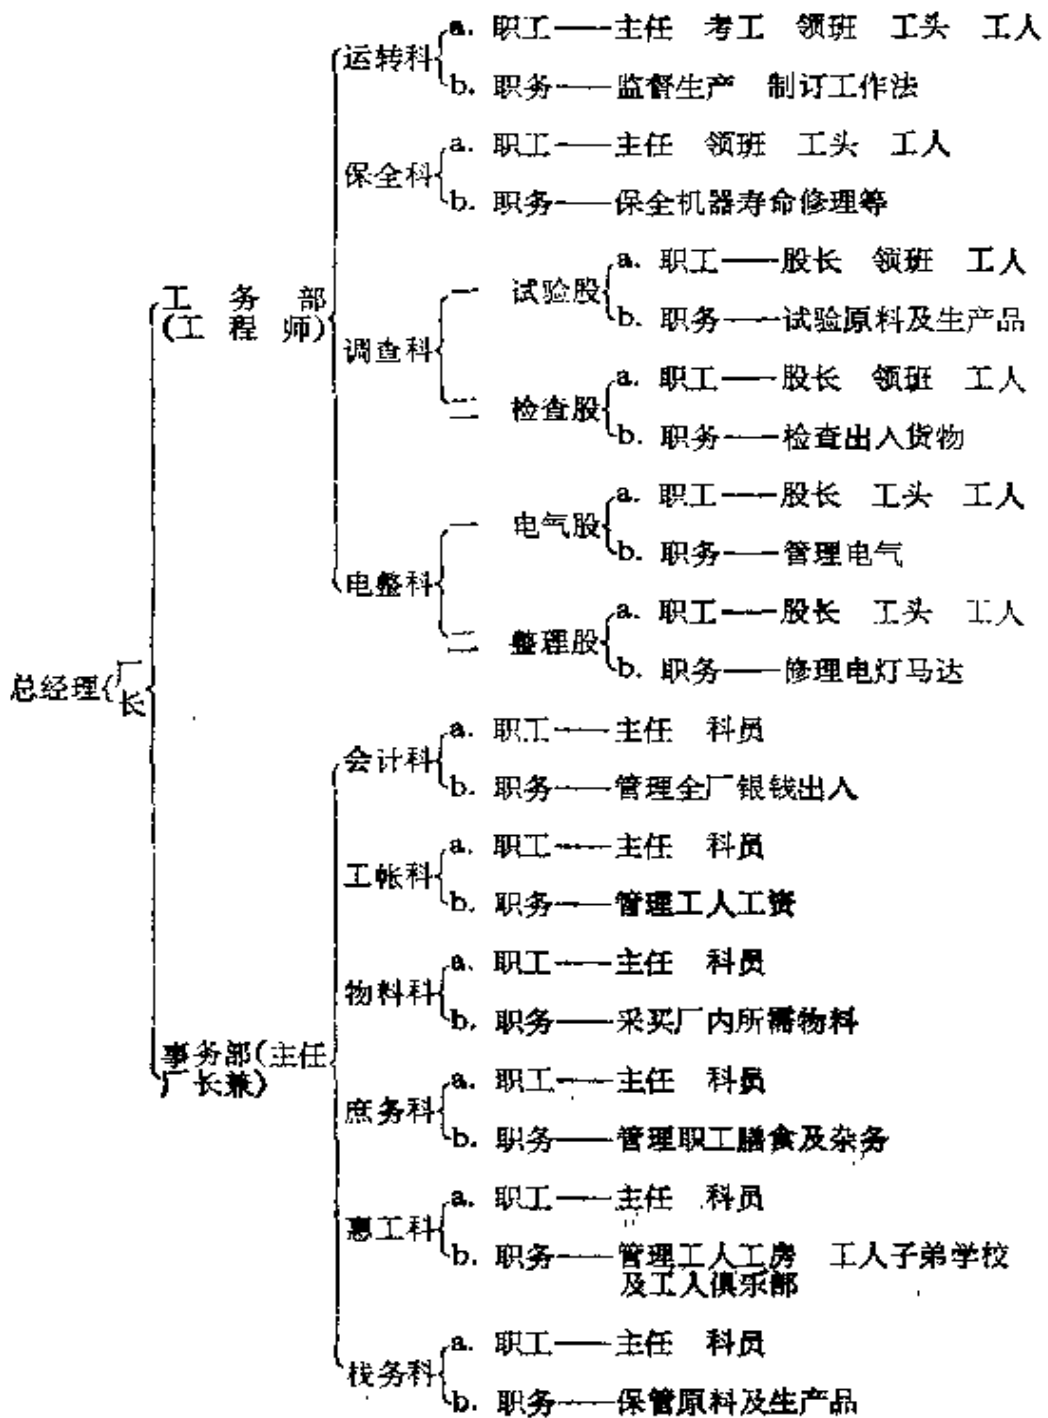 运转科
a. 职工——主任 考工 领班 工头 工人
b. 职务——监督生产 制订工作法
保全科
a. 职工——主任 领班 工头 工人
b. 职务——保全机器寿命修理等
工务部
(工程师)
调查科
一 试验股
a. 职工——股长 领班 工人
b. 职务——试验原料及生产品
二 检查股
a. 职工——股长 领班 工人
b. 职务——检查出入货物
电整科
一 电气股
a. 职工——股长 工头 工人
b. 职务——管理电气
二 整理股
a. 职工——股长 工头 工人
b. 职务——修理电灯马达
总经理(厂
长
会计科
a. 职工——主任 科员
b. 职务——管理全厂银钱出入
工帐科
a. 职工——主任 科员
b. 职务——管理工人工资
物料科
a. 职工——主任 科员
b. 职务——采买厂内所需物料
事务部(主任
厂长兼)
庶务科
a. 职工——主任 科员
b. 职务——管理职工膳食及杂务
惠工科
a. 职工——主任 科员
b. 职务——管理工人工房 工人子弟学校
及工人俱乐部
栈务科
a. 职工——主任 科员
b. 职务——保管原料及生产品